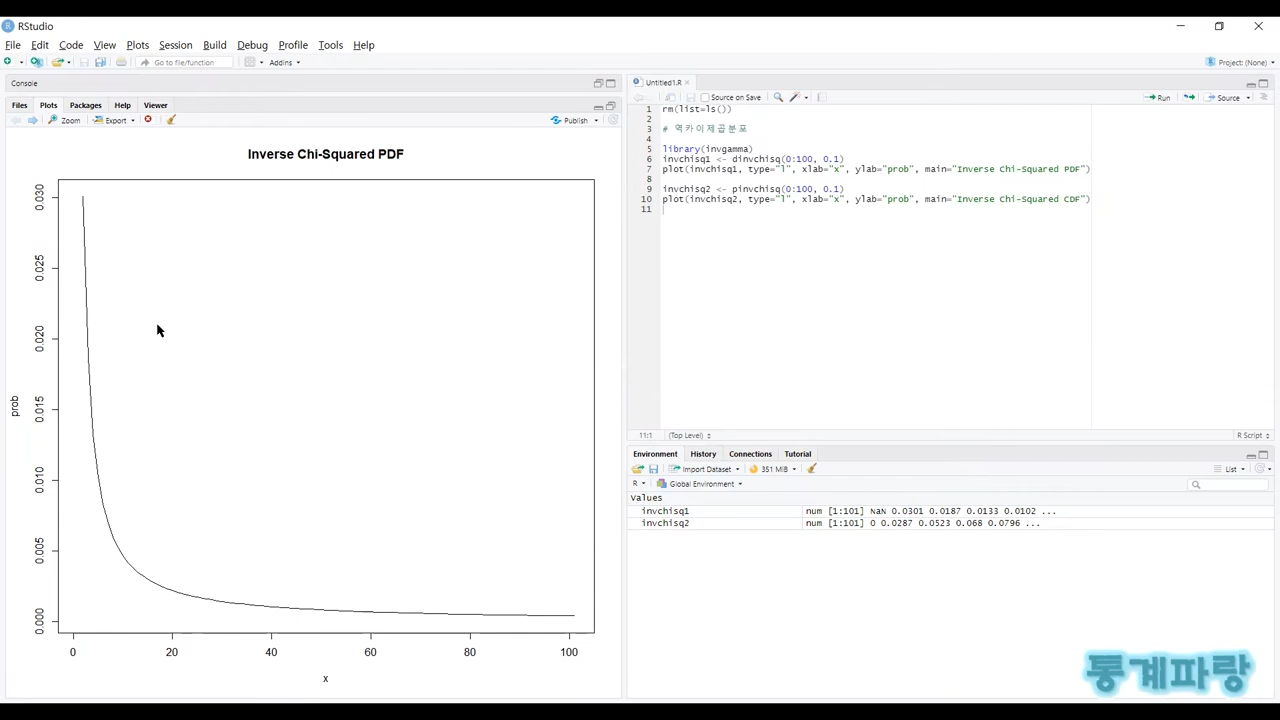 RStudio
File Edit Code View Plots Session Build Debug Profile Tools Help
Go to file/function Addins Project: (None)
Console
Files Plots Packages Help Viewer
Zoom Export Publish
Inverse Chi-Squared PDF
0.030
0.025
0.020
0.015
0.010
0.005
0.000
prob
0 20 40 60 80 100
x
Untitled1.R
Source on Save Run Source
1 rm(list=ls())
2
3 # 역카이제곱분포
4
5 library(invgamma)
6 invchisq1 <- dinvchisq(0:100, 0.1)
7 plot(invchisq1, type="l", xlab="x", ylab="prob", main="Inverse Chi-Squared PDF")
8
9 invchisq2 <- pinvchisq(0:100, 0.1)
10 plot(invchisq2, type="l", xlab="x", ylab="prob", main="Inverse Chi-Squared CDF")
11
11:1 (Top Level) R Script
Environment History Connections Tutorial
Import Dataset 351 MiB List
R Global Environment
Values
invchisq1 num [1:101] NaN 0.0301 0.0187 0.0133 0.0102 ...
invchisq2 num [1:101] 0 0.0287 0.0523 0.068 0.0796 ...
통계파랑